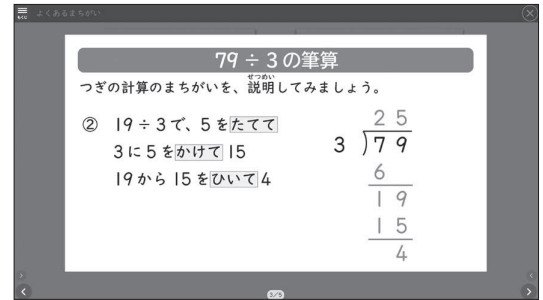 もくじ
よくあるまちがい
79÷3の筆算
つぎの計算のまちがいを、説明してみましょう。
せつめい
② 19÷3で、5をたてて
3に5をかけて15
19から15をひいて4
25
3)79
6
19
15
4
3/5